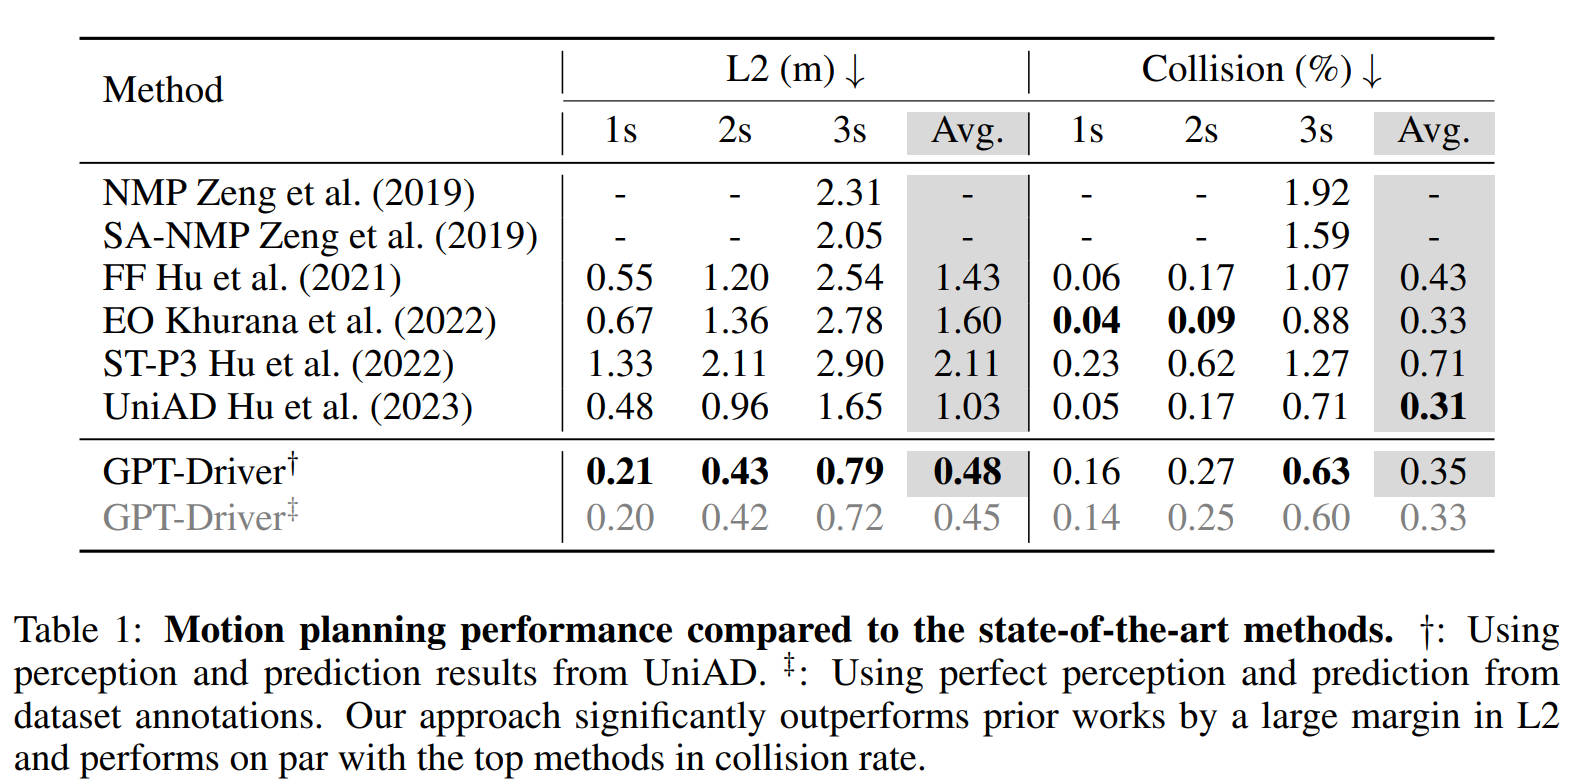 Method L2 (m) ↓ Collision (%) ↓
1s 2s 3s Avg. 1s 2s 3s Avg.
NMP Zeng et al. (2019) - - 2.31 - - - 1.92 -
SA-NMP Zeng et al. (2019) - - 2.05 - - - 1.59 -
FF Hu et al. (2021) 0.55 1.20 2.54 1.43 0.06 0.17 1.07 0.43
EO Khurana et al. (2022) 0.67 1.36 2.78 1.60 0.04 0.09 0.88 0.33
ST-P3 Hu et al. (2022) 1.33 2.11 2.90 2.11 0.23 0.62 1.27 0.71
UniAD Hu et al. (2023) 0.48 0.96 1.65 1.03 0.05 0.17 0.71 0.31
GPT-Driver† 0.21 0.43 0.79 0.48 0.16 0.27 0.63 0.35
GPT-Driver‡ 0.20 0.42 0.72 0.45 0.14 0.25 0.60 0.33
Table 1: Motion planning performance compared to the state-of-the-art methods. †: Using
perception and prediction results from UniAD. ‡: Using perfect perception and prediction from
dataset annotations. Our approach significantly outperforms prior works by a large margin in L2
and performs on par with the top methods in collision rate.